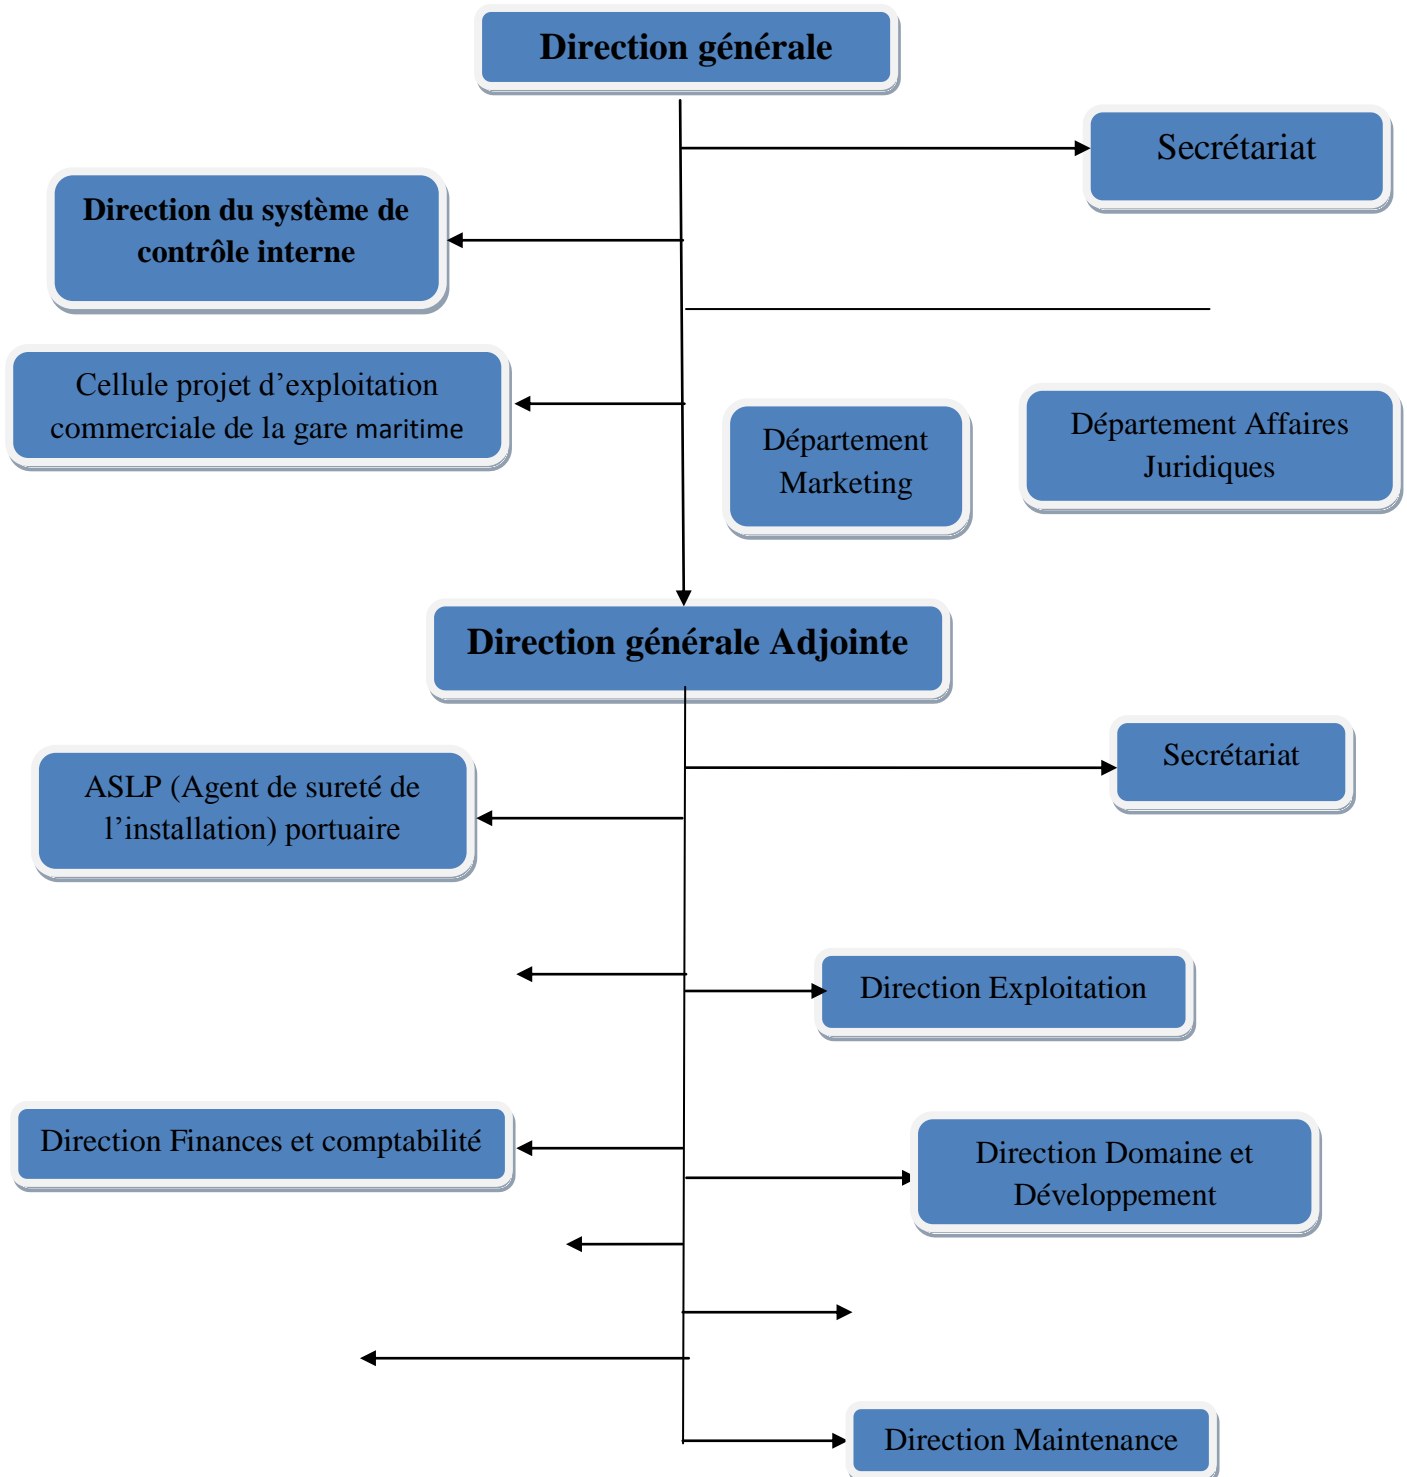 Direction générale
Secrétariat
Direction du système de
contrôle interne
Cellule projet d’exploitation
commerciale de la gare maritime
Département
Marketing
Département Affaires
Juridiques
Direction générale Adjointe
Secrétariat
ASLP (Agent de sureté de
l’installation) portuaire
Direction Exploitation
Direction Finances et comptabilité
Direction Domaine et
Développement
Direction Maintenance